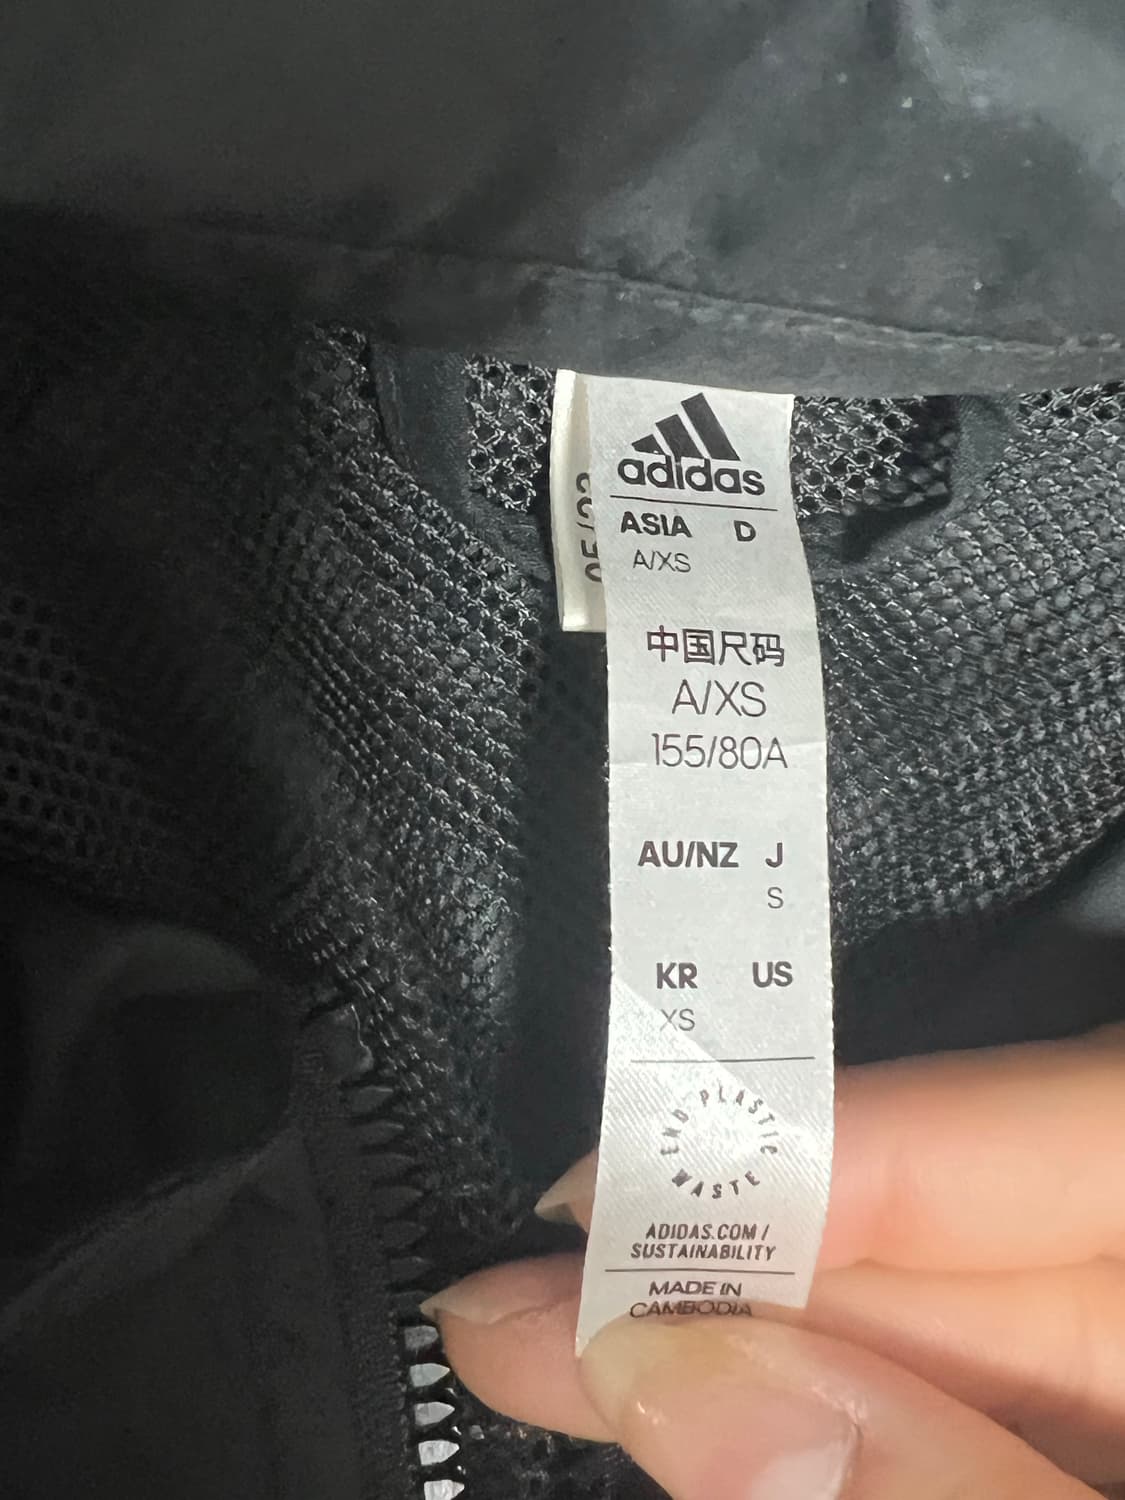 adidas
ASIA D
A/XS
中国尺码
A/XS
155/80A
AU/NZ J
S
KR US
XS
END PLASTIC WASTE
ADIDAS.COM /
SUSTAINABILITY
MADE IN
CAMBODIA